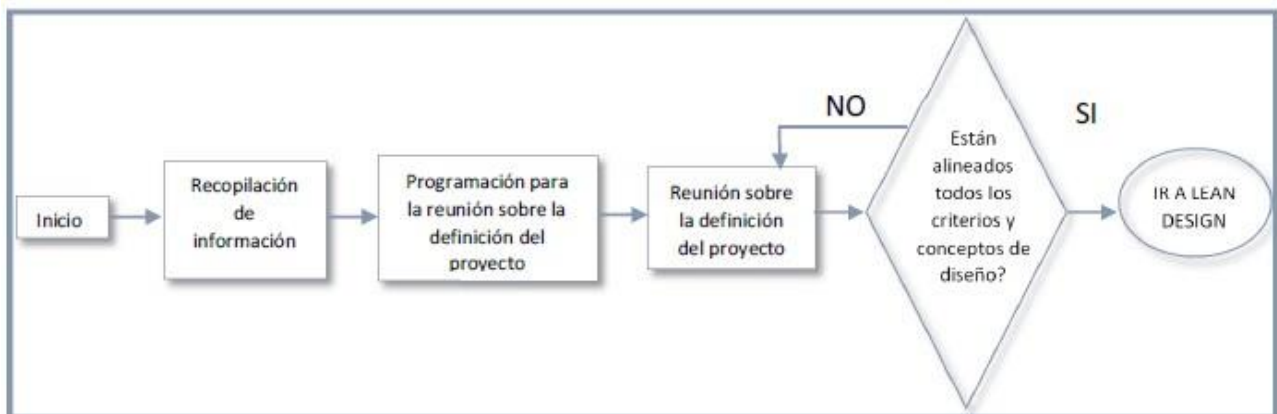 Inicio
Recopilación
de
información
Programación para
la reunión sobre la
definición del
proyecto
Reunión sobre
la definición
del proyecto
NO
Están
alineados
todos los
criterios y
conceptos de
diseño?
SI
IR A LEAN
DESIGN